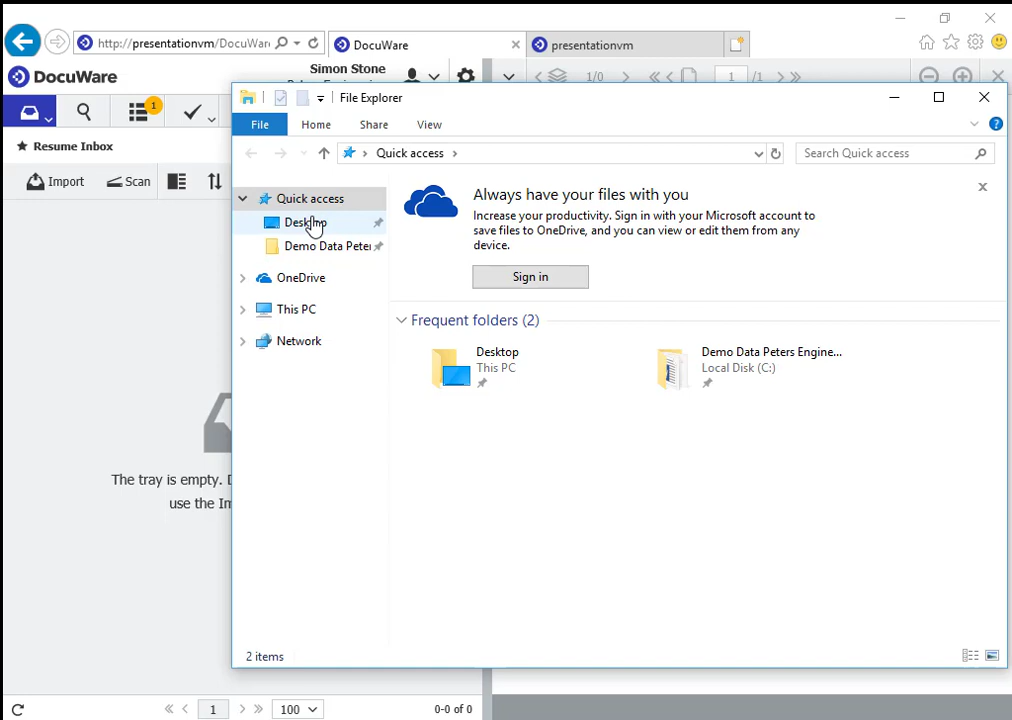 http://presentationvm/DocuWar
DocuWare
presentationvm
DocuWare
Simon Stone
1/0
1
/1
1
Resume Inbox
Import
Scan
The tray is empty. D
use the Im
1
100
0-0 of 0
File Explorer
File
Home
Share
View
Quick access
Search Quick access
Quick access
Desktop
Demo Data Peter
OneDrive
This PC
Network
Always have your files with you
Increase your productivity. Sign in with your Microsoft account to
save files to OneDrive, and you can view or edit them from any
device.
Sign in
Frequent folders (2)
Desktop
This PC
Demo Data Peters Engine...
Local Disk (C:)
2 items